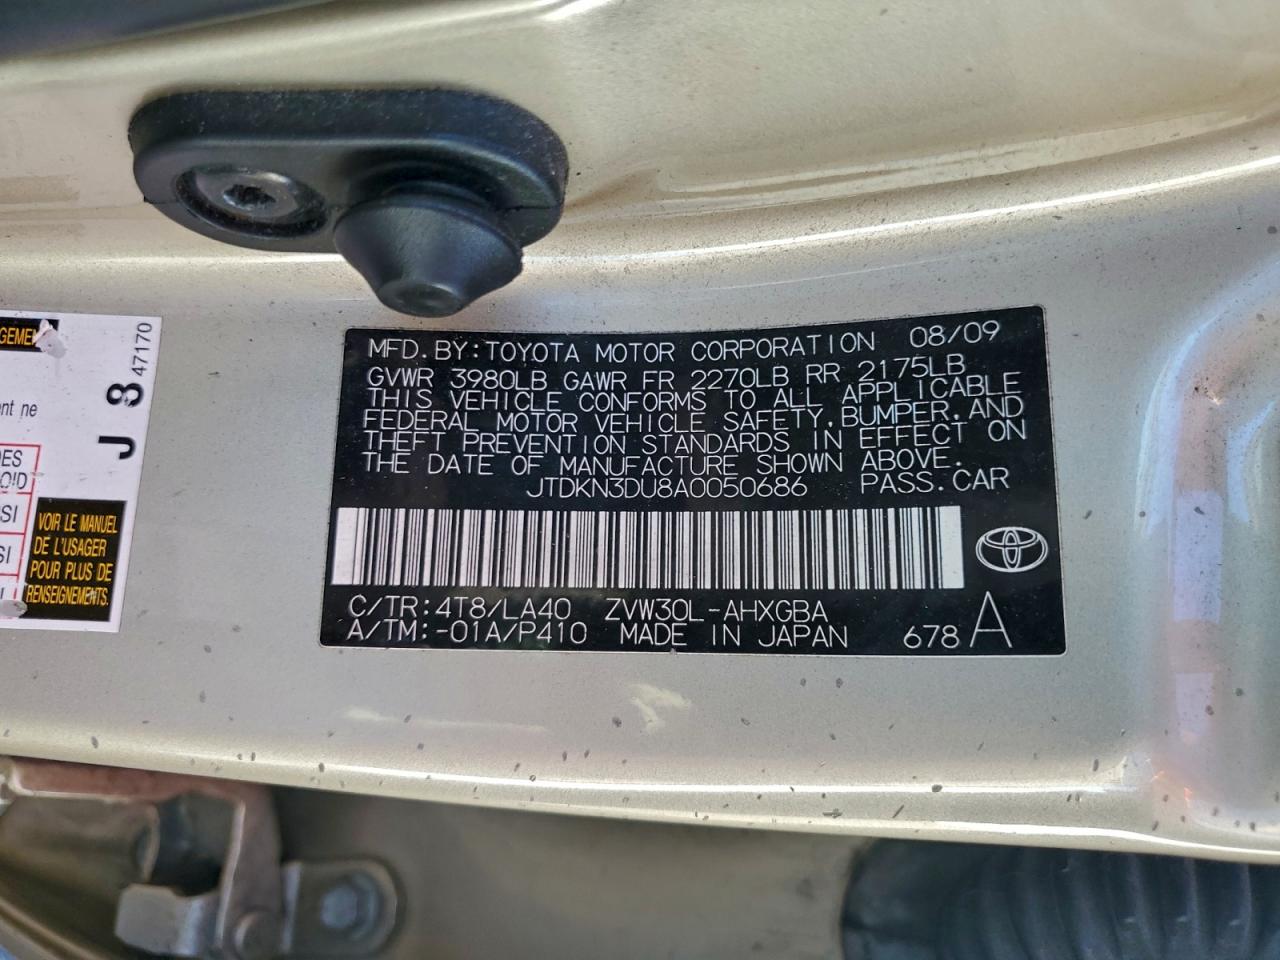 MFD. BY: TOYOTA MOTOR CORPORATION 08/09
GVWR 3980LB GAWR FR 2270LB RR 2175LB
THIS VEHICLE CONFORMS TO ALL APPLICABLE
FEDERAL MOTOR VEHICLE SAFETY, BUMPER, AND
THEFT PREVENTION STANDARDS IN EFFECT ON
THE DATE OF MANUFACTURE SHOWN ABOVE.
JTDKN3DU8A0050686 PASS. CAR
C/TR: 4T8/LA40 ZVW30L-AHXGBA
A/TM: -01A/P410 MADE IN JAPAN 678 A
J 8 47170
ne
VOIR LE MANUEL
DE L'USAGER
POUR PLUS DE
RENSEIGNEMENTS.